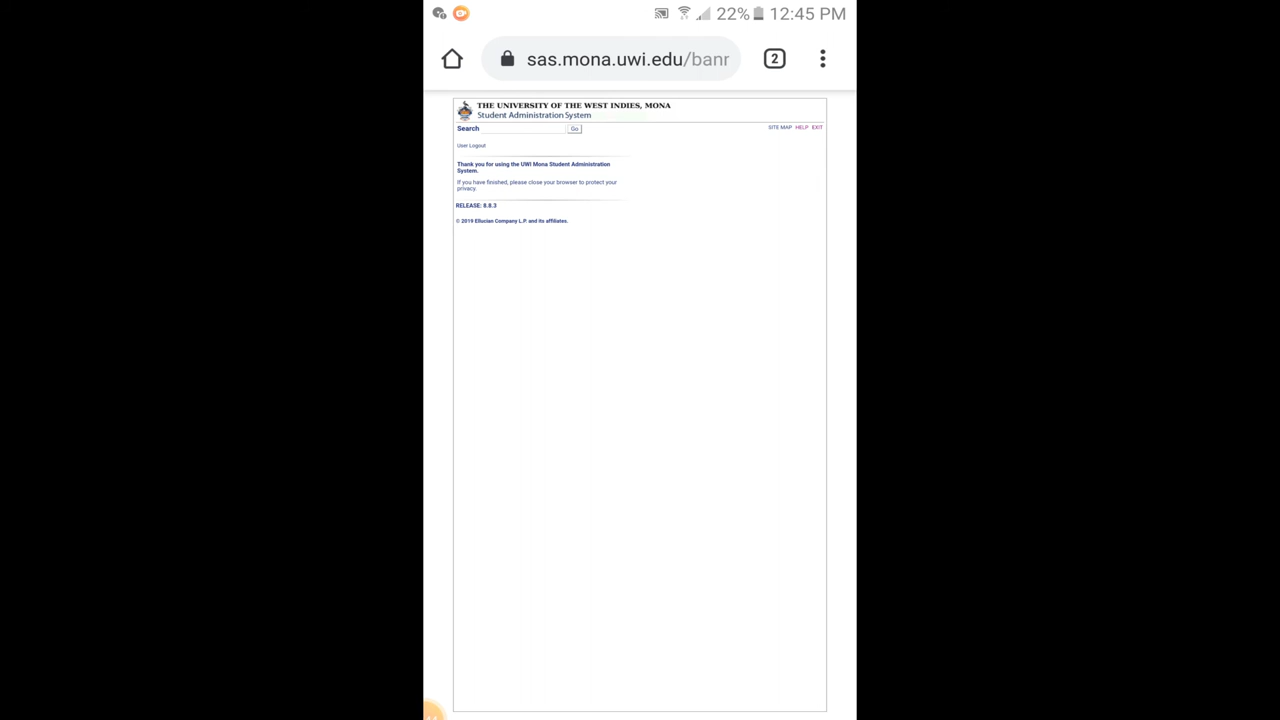 22% 12:45 PM
sas.mona.uwi.edu/banr
2
THE UNIVERSITY OF THE WEST INDIES, MONA
Student Administration System
Search Go
SITE MAP HELP EXIT
User Logout
Thank you for using the UWI Mona Student Administration
System.
If you have finished, please close your browser to protect your
privacy.
RELEASE: 8.8.3
© 2019 Ellucian Company L.P. and its affiliates.